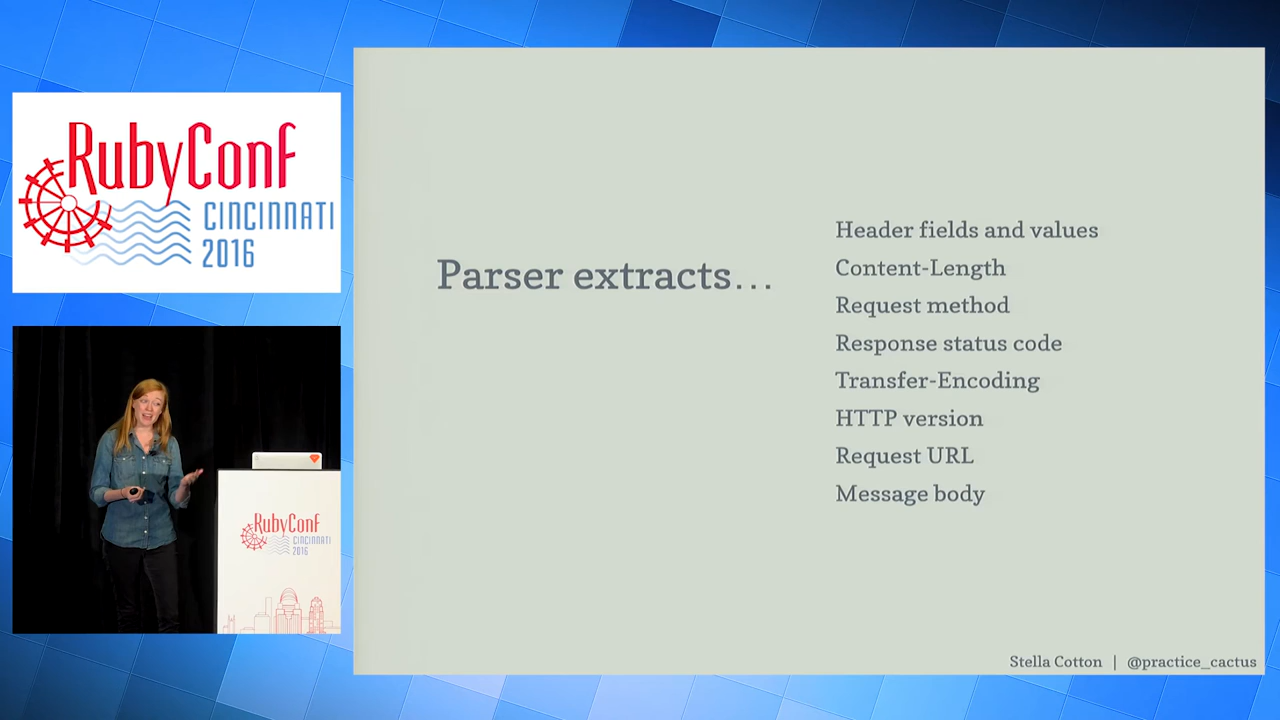 RubyConf
CINCINNATI
2016
RubyConf
CINCINNATI
2016
Parser extracts...
Header fields and values
Content-Length
Request method
Response status code
Transfer-Encoding
HTTP version
Request URL
Message body
Stella Cotton | @practice_cactus